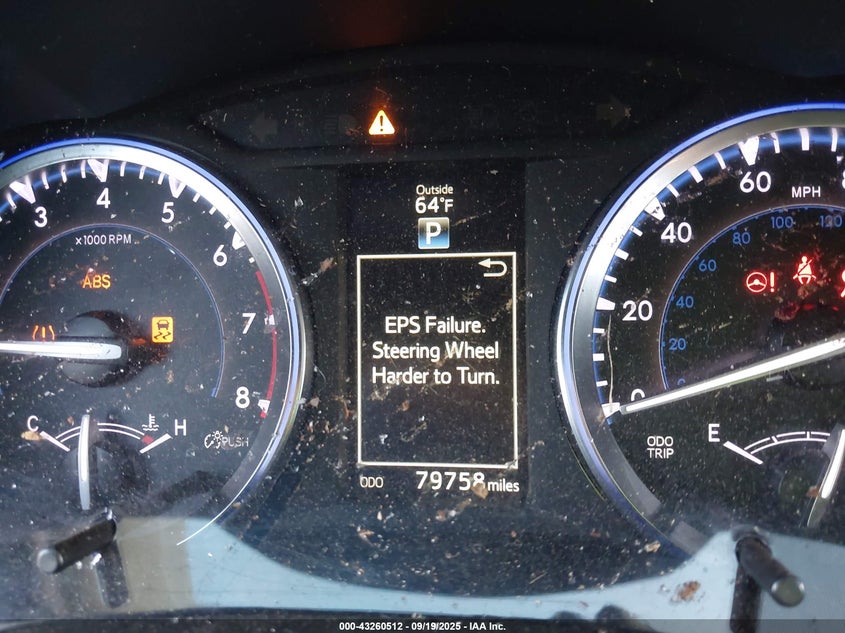 Outside
64°F
P
EPS Failure.
Steering Wheel
Harder to Turn.
ODO
79758 miles
3
4
5
6
7
8
x1000 RPM
ABS
C
H
PUSH
0
20
40
60
MPH
20
40
60
80
100
120
ODO
TRIP
E
000-43260512 - 09/19/2025 - IAA Inc.